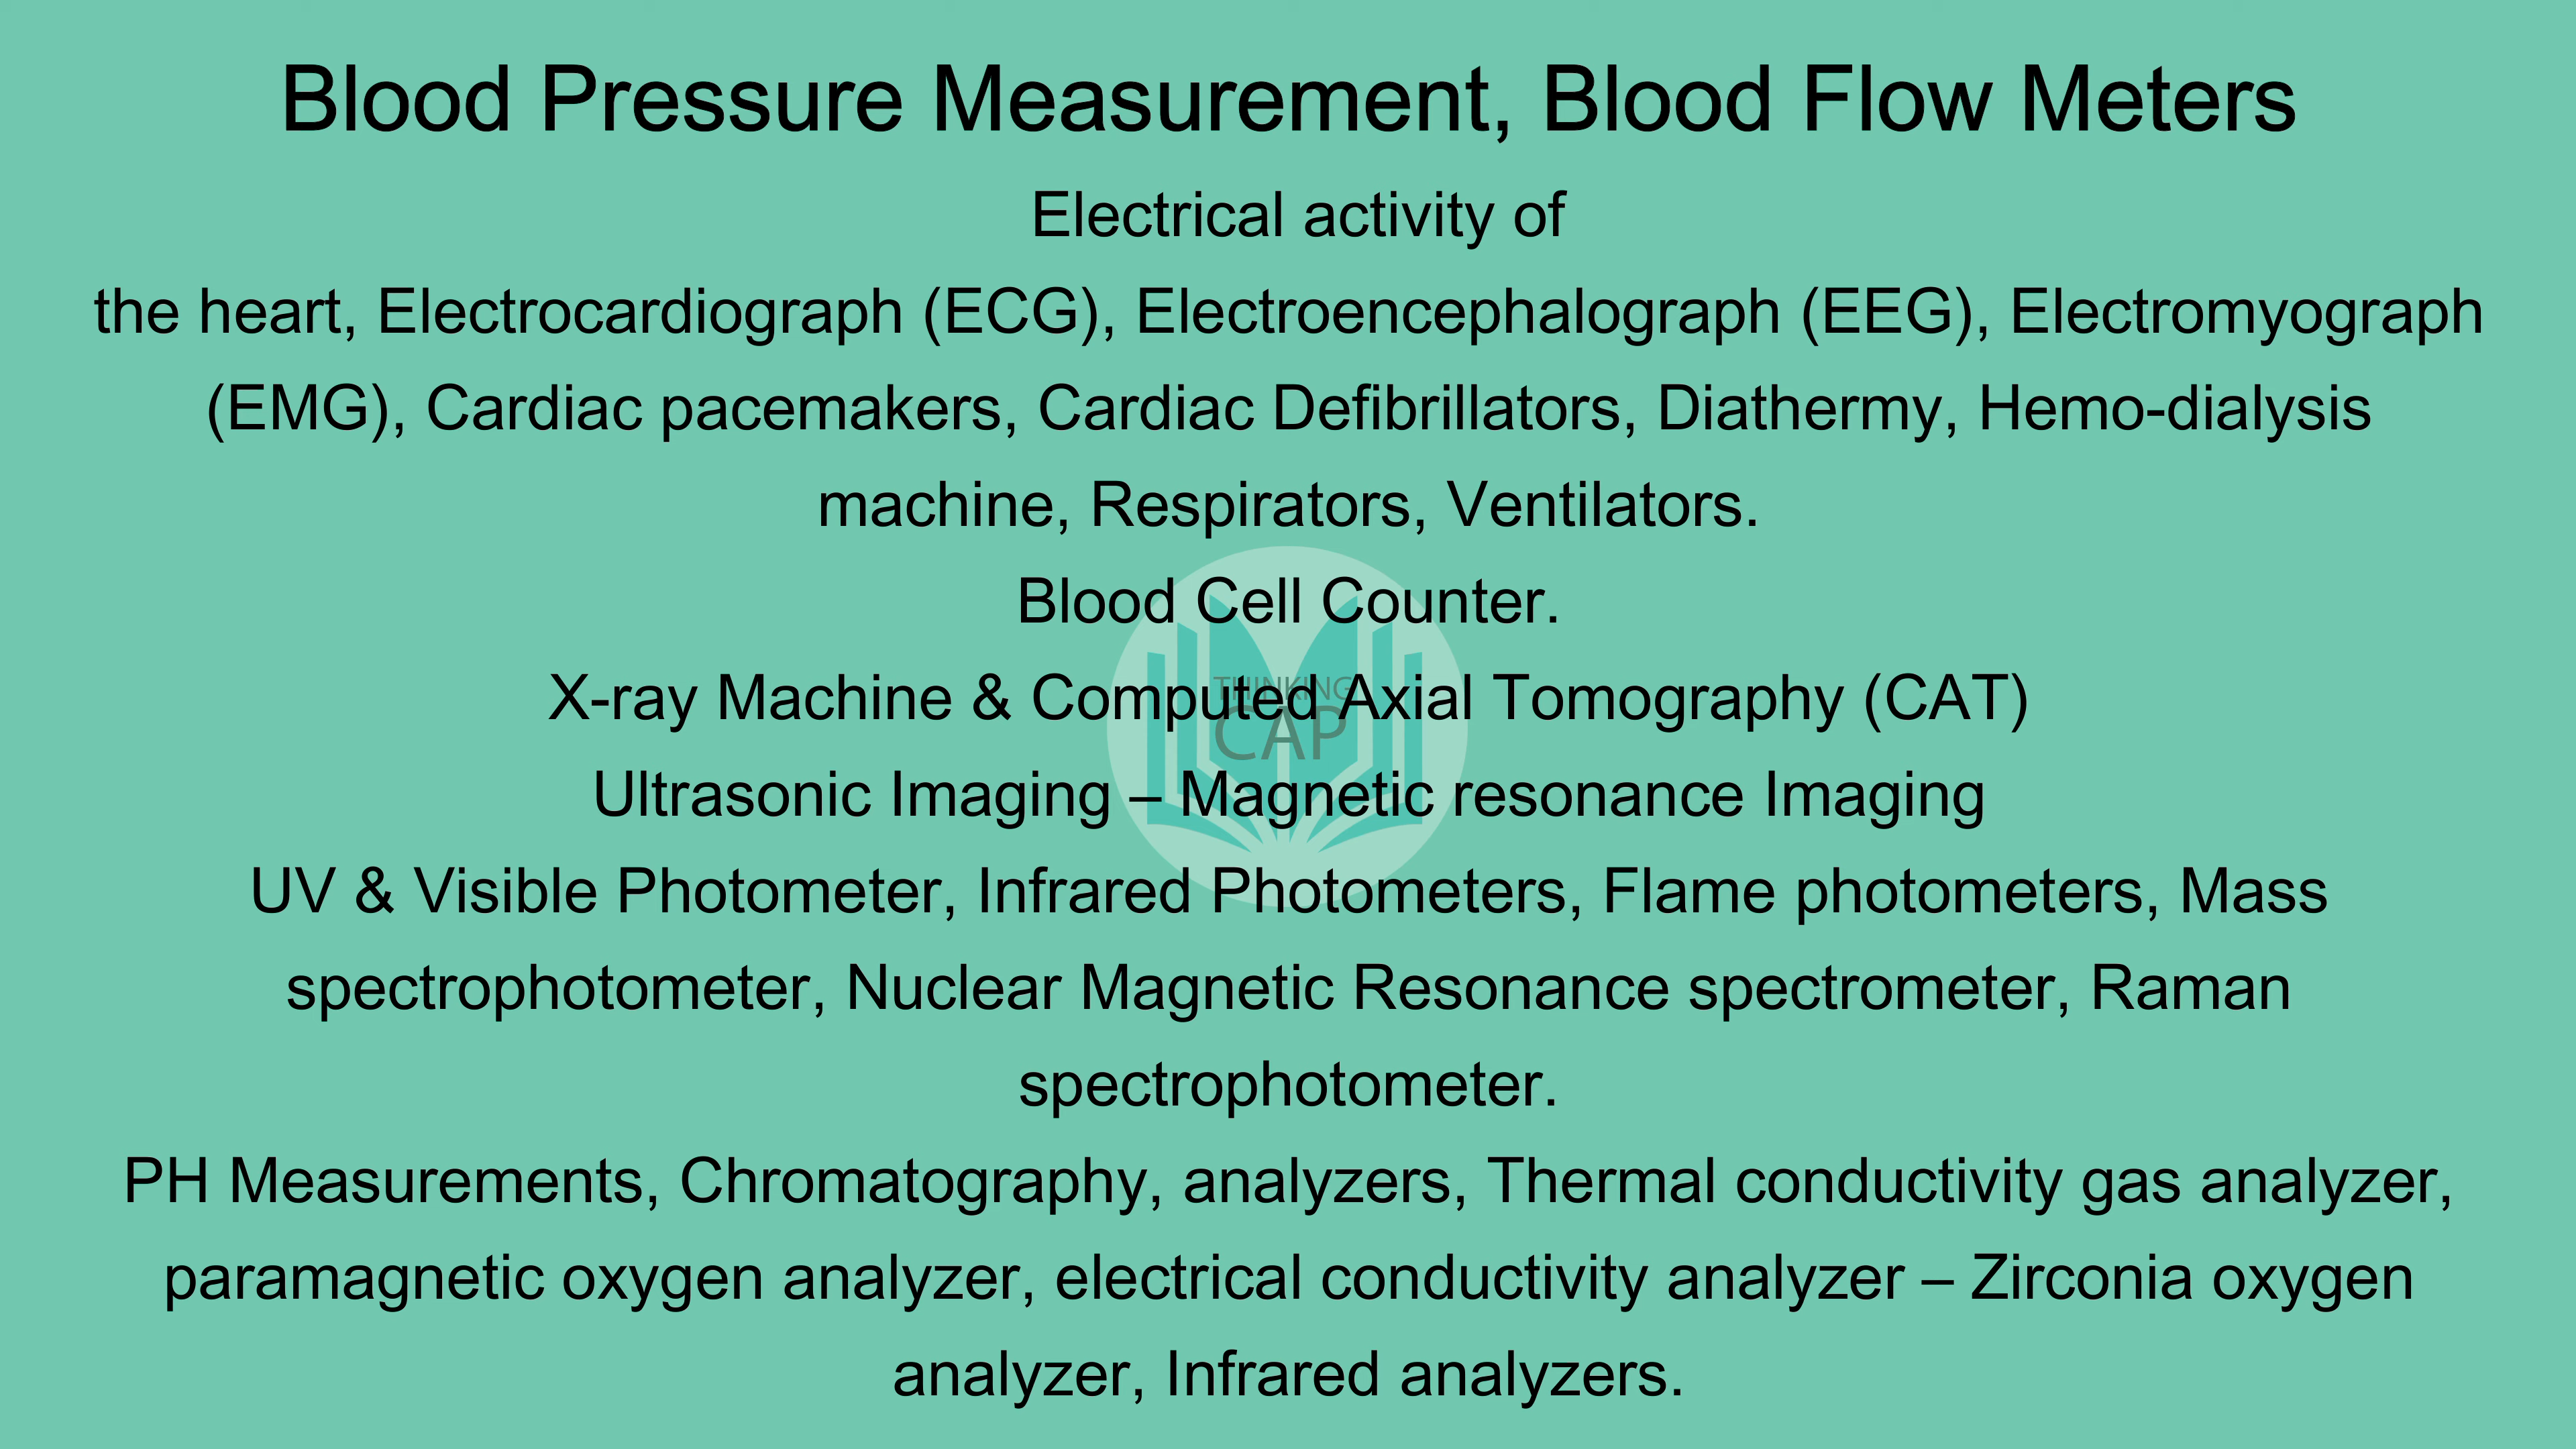 Blood Pressure Measurement, Blood Flow Meters
Electrical activity of
the heart, Electrocardiograph (ECG), Electroencephalograph (EEG), Electromyograph
(EMG), Cardiac pacemakers, Cardiac Defibrillators, Diathermy, Hemo-dialysis
machine, Respirators, Ventilators.
Blood Cell Counter.
X-ray Machine & Computed Axial Tomography (CAT)
THINKING
CAP
Ultrasonic Imaging – Magnetic resonance Imaging
UV & Visible Photometer, Infrared Photometers, Flame photometers, Mass
spectrophotometer, Nuclear Magnetic Resonance spectrometer, Raman
spectrophotometer.
PH Measurements, Chromatography, analyzers, Thermal conductivity gas analyzer,
paramagnetic oxygen analyzer, electrical conductivity analyzer – Zirconia oxygen
analyzer, Infrared analyzers.